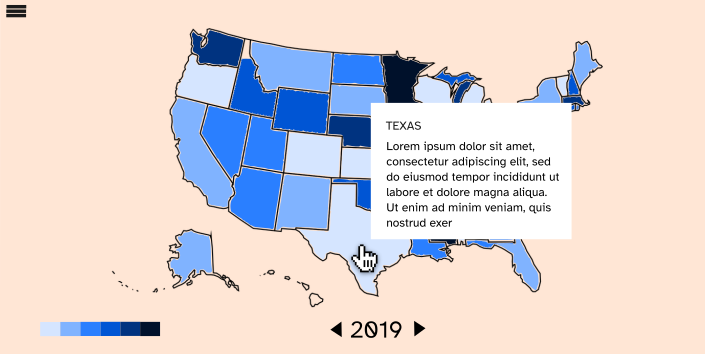 TEXAS
Lorem ipsum dolor sit amet,
consectetur adipiscing elit, sed
do eiusmod tempor incididunt ut
labore et dolore magna aliqua.
Ut enim ad minim veniam, quis
nostrud exer
2019